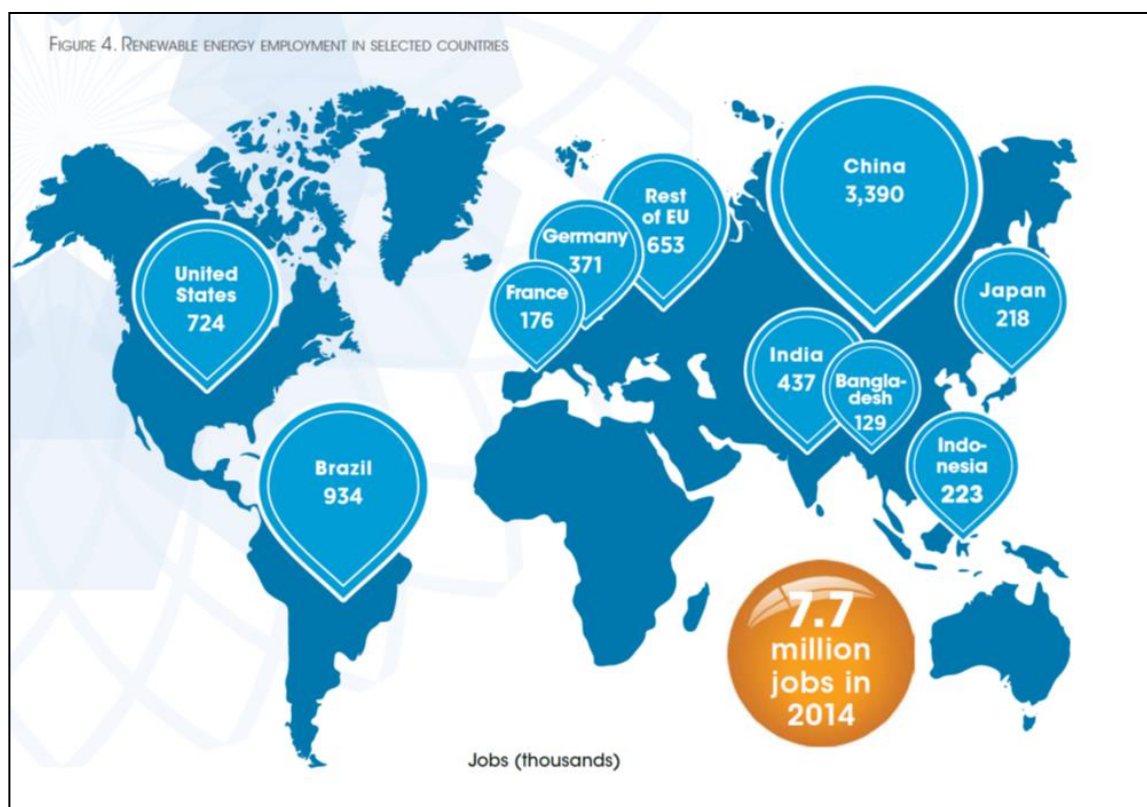 FIGURE 4. RENEWABLE ENERGY EMPLOYMENT IN SELECTED COUNTRIES
China
3,390
Rest
of EU
653
Germany
371
France
176
United
States
724
Japan
218
India
437
Bangla-
desh
129
Indo-
nesia
223
Brazil
934
7.7
million
jobs in
2014
Jobs (thousands)